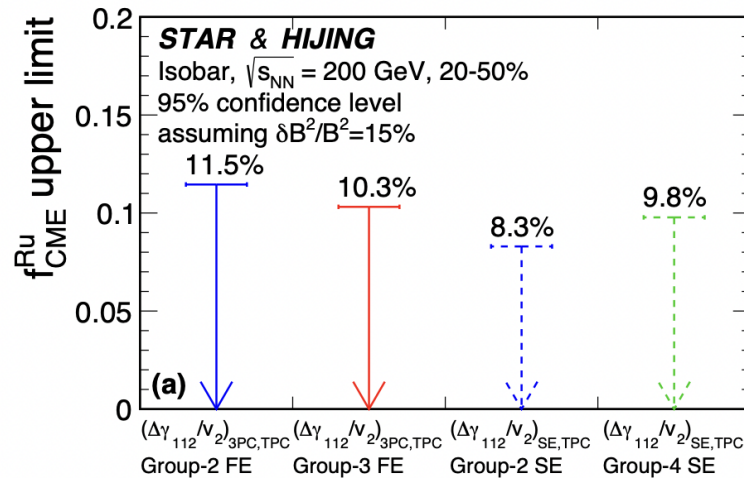 0.2
STAR & HIJING
Isobar, √s_NN = 200 GeV, 20-50%
95% confidence level
assuming δB²/B²=15%
0.15
11.5%
10.3%
9.8%
8.3%
0.1
0.05
0
f^Ru_CME upper limit
(a)
(Δγ₁₁₂/v₂)3PC,TPC (Δγ₁₁₂/v₂)3PC,TPC (Δγ₁₁₂/v₂)SE,TPC (Δγ₁₁₂/v₂)SE,TPC
Group-2 FE Group-3 FE Group-2 SE Group-4 SE